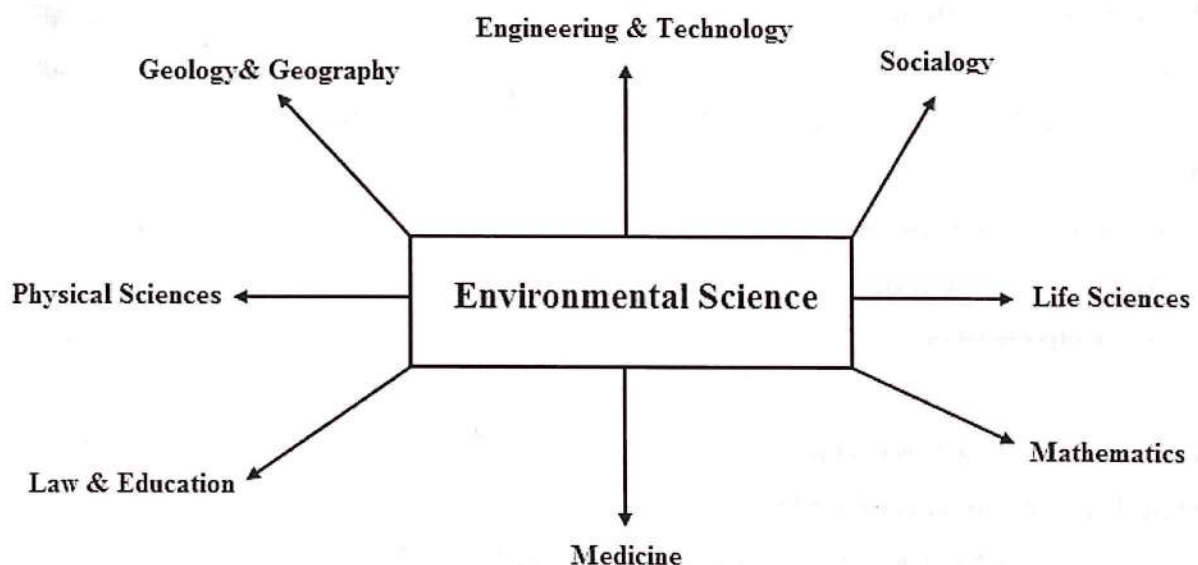 Engineering & Technology
Geology& Geography
Socialogy
Physical Sciences
Environmental Science
Life Sciences
Law & Education
Mathematics
Medicine